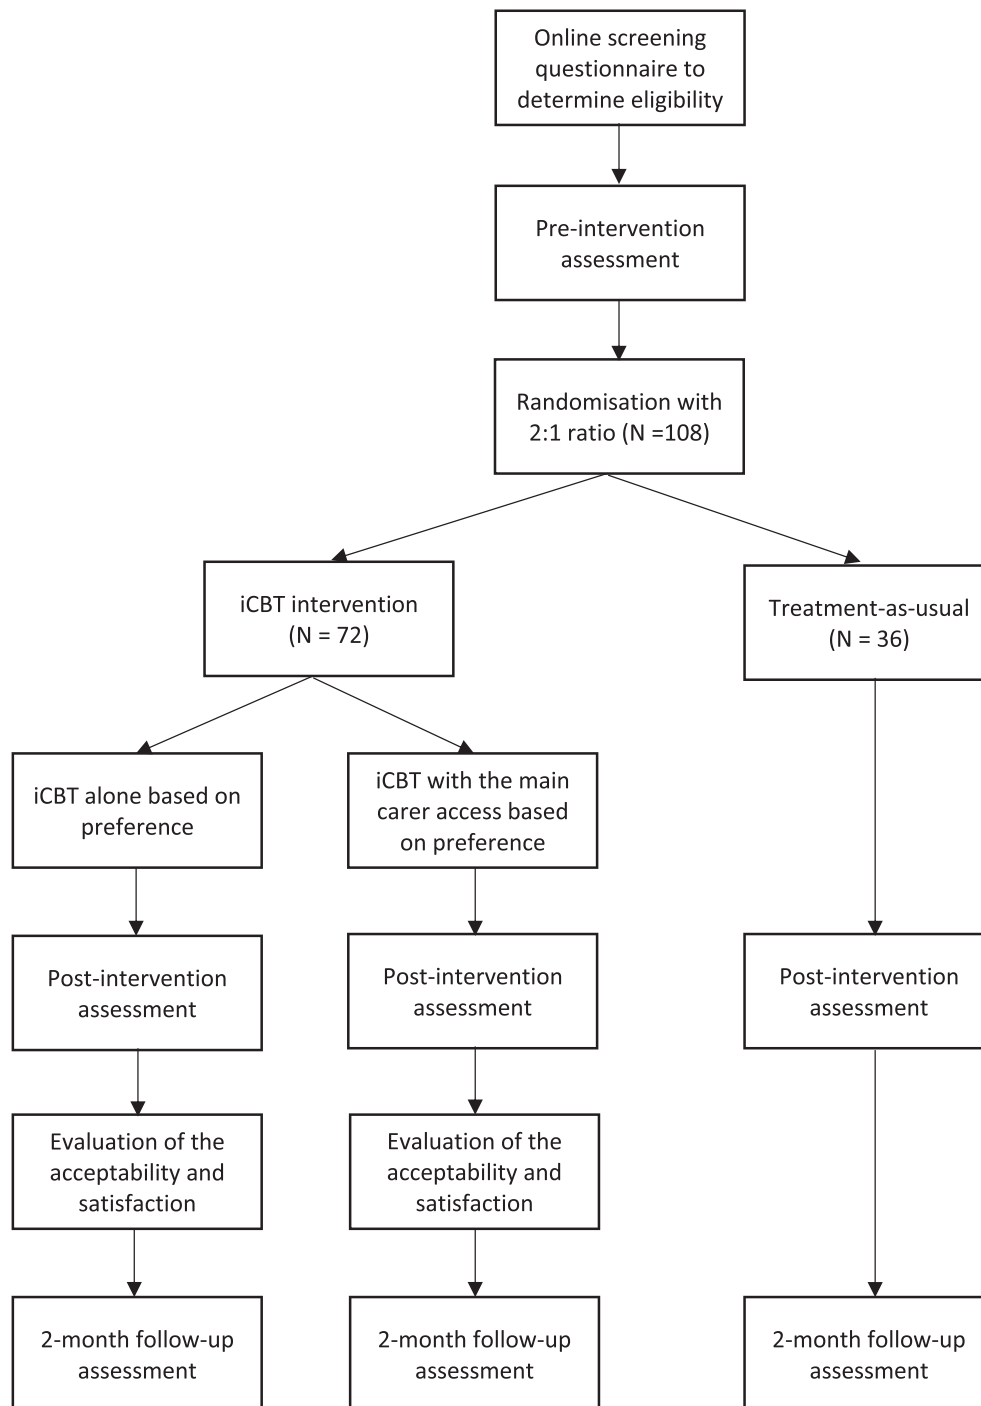 Online screening
questionnaire to
determine eligibility
Pre-intervention
assessment
Randomisation with
2:1 ratio (N =108)
iCBT intervention
(N = 72)
Treatment-as-usual
(N = 36)
iCBT alone based on
preference
iCBT with the main
carer access based
on preference
Post-intervention
assessment
Post-intervention
assessment
Post-intervention
assessment
Evaluation of the
acceptability and
satisfaction
Evaluation of the
acceptability and
satisfaction
2-month follow-up
assessment
2-month follow-up
assessment
2-month follow-up
assessment